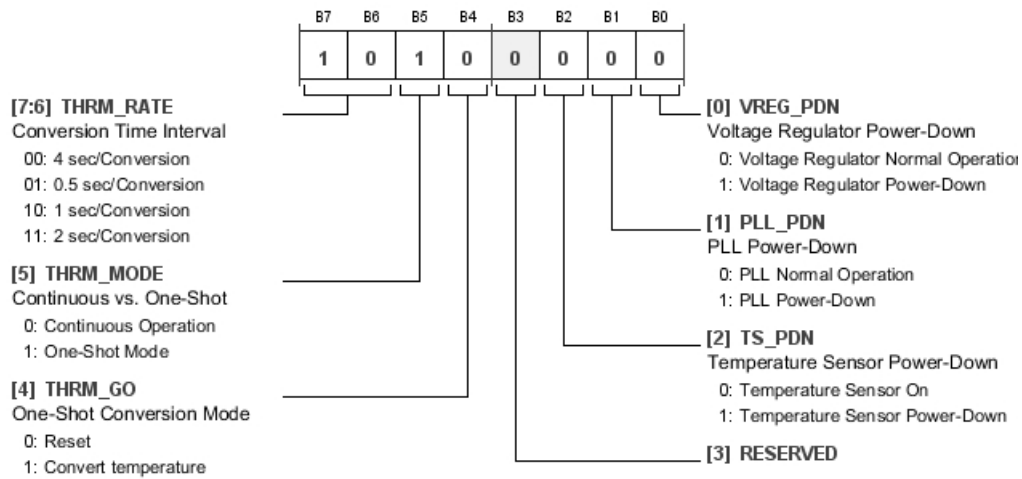 B7 B6 B5 B4 B3 B2 B1 B0
1 0 1 0 0 0 0 0
[7:6] THRM_RATE
Conversion Time Interval
00: 4 sec/Conversion
01: 0.5 sec/Conversion
10: 1 sec/Conversion
11: 2 sec/Conversion
[5] THRM_MODE
Continuous vs. One-Shot
0: Continuous Operation
1: One-Shot Mode
[4] THRM_GO
One-Shot Conversion Mode
0: Reset
1: Convert temperature
[0] VREG_PDN
Voltage Regulator Power-Down
0: Voltage Regulator Normal Operation
1: Voltage Regulator Power-Down
[1] PLL_PDN
PLL Power-Down
0: PLL Normal Operation
1: PLL Power-Down
[2] TS_PDN
Temperature Sensor Power-Down
0: Temperature Sensor On
1: Temperature Sensor Power-Down
[3] RESERVED